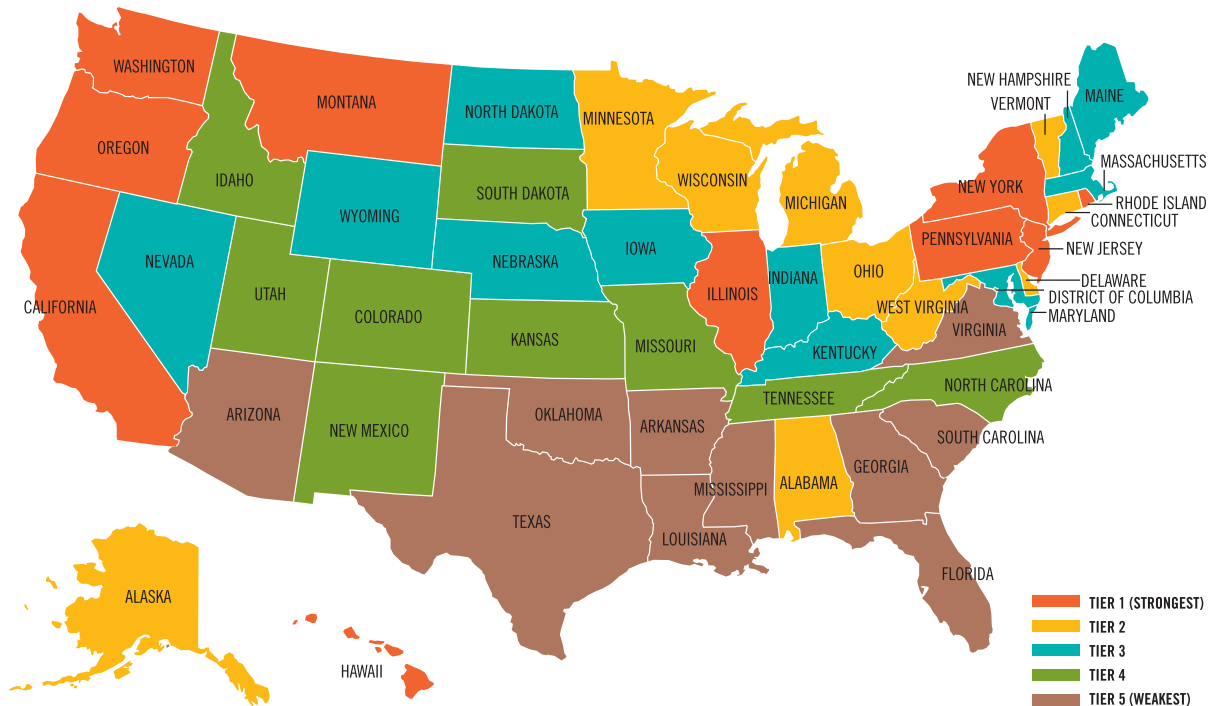 WASHINGTON
MONTANA
NORTH DAKOTA
MINNESOTA
NEW HAMPSHIRE
VERMONT
MAINE
OREGON
IDAHO
WYOMING
SOUTH DAKOTA
WISCONSIN
MICHIGAN
NEW YORK
MASSACHUSETTS
RHODE ISLAND
CONNECTICUT
PENNSYLVANIA
NEW JERSEY
NEVADA
NEBRASKA
IOWA
ILLINOIS
INDIANA
OHIO
DELAWARE
DISTRICT OF COLUMBIA
MARYLAND
CALIFORNIA
UTAH
COLORADO
KANSAS
MISSOURI
KENTUCKY
WEST VIRGINIA
VIRGINIA
ARIZONA
NEW MEXICO
OKLAHOMA
ARKANSAS
TENNESSEE
NORTH CAROLINA
SOUTH CAROLINA
TEXAS
LOUISIANA
MISSISSIPPI
ALABAMA
GEORGIA
FLORIDA
ALASKA
HAWAII
TIER 1 (STRONGEST)
TIER 2
TIER 3
TIER 4
TIER 5 (WEAKEST)